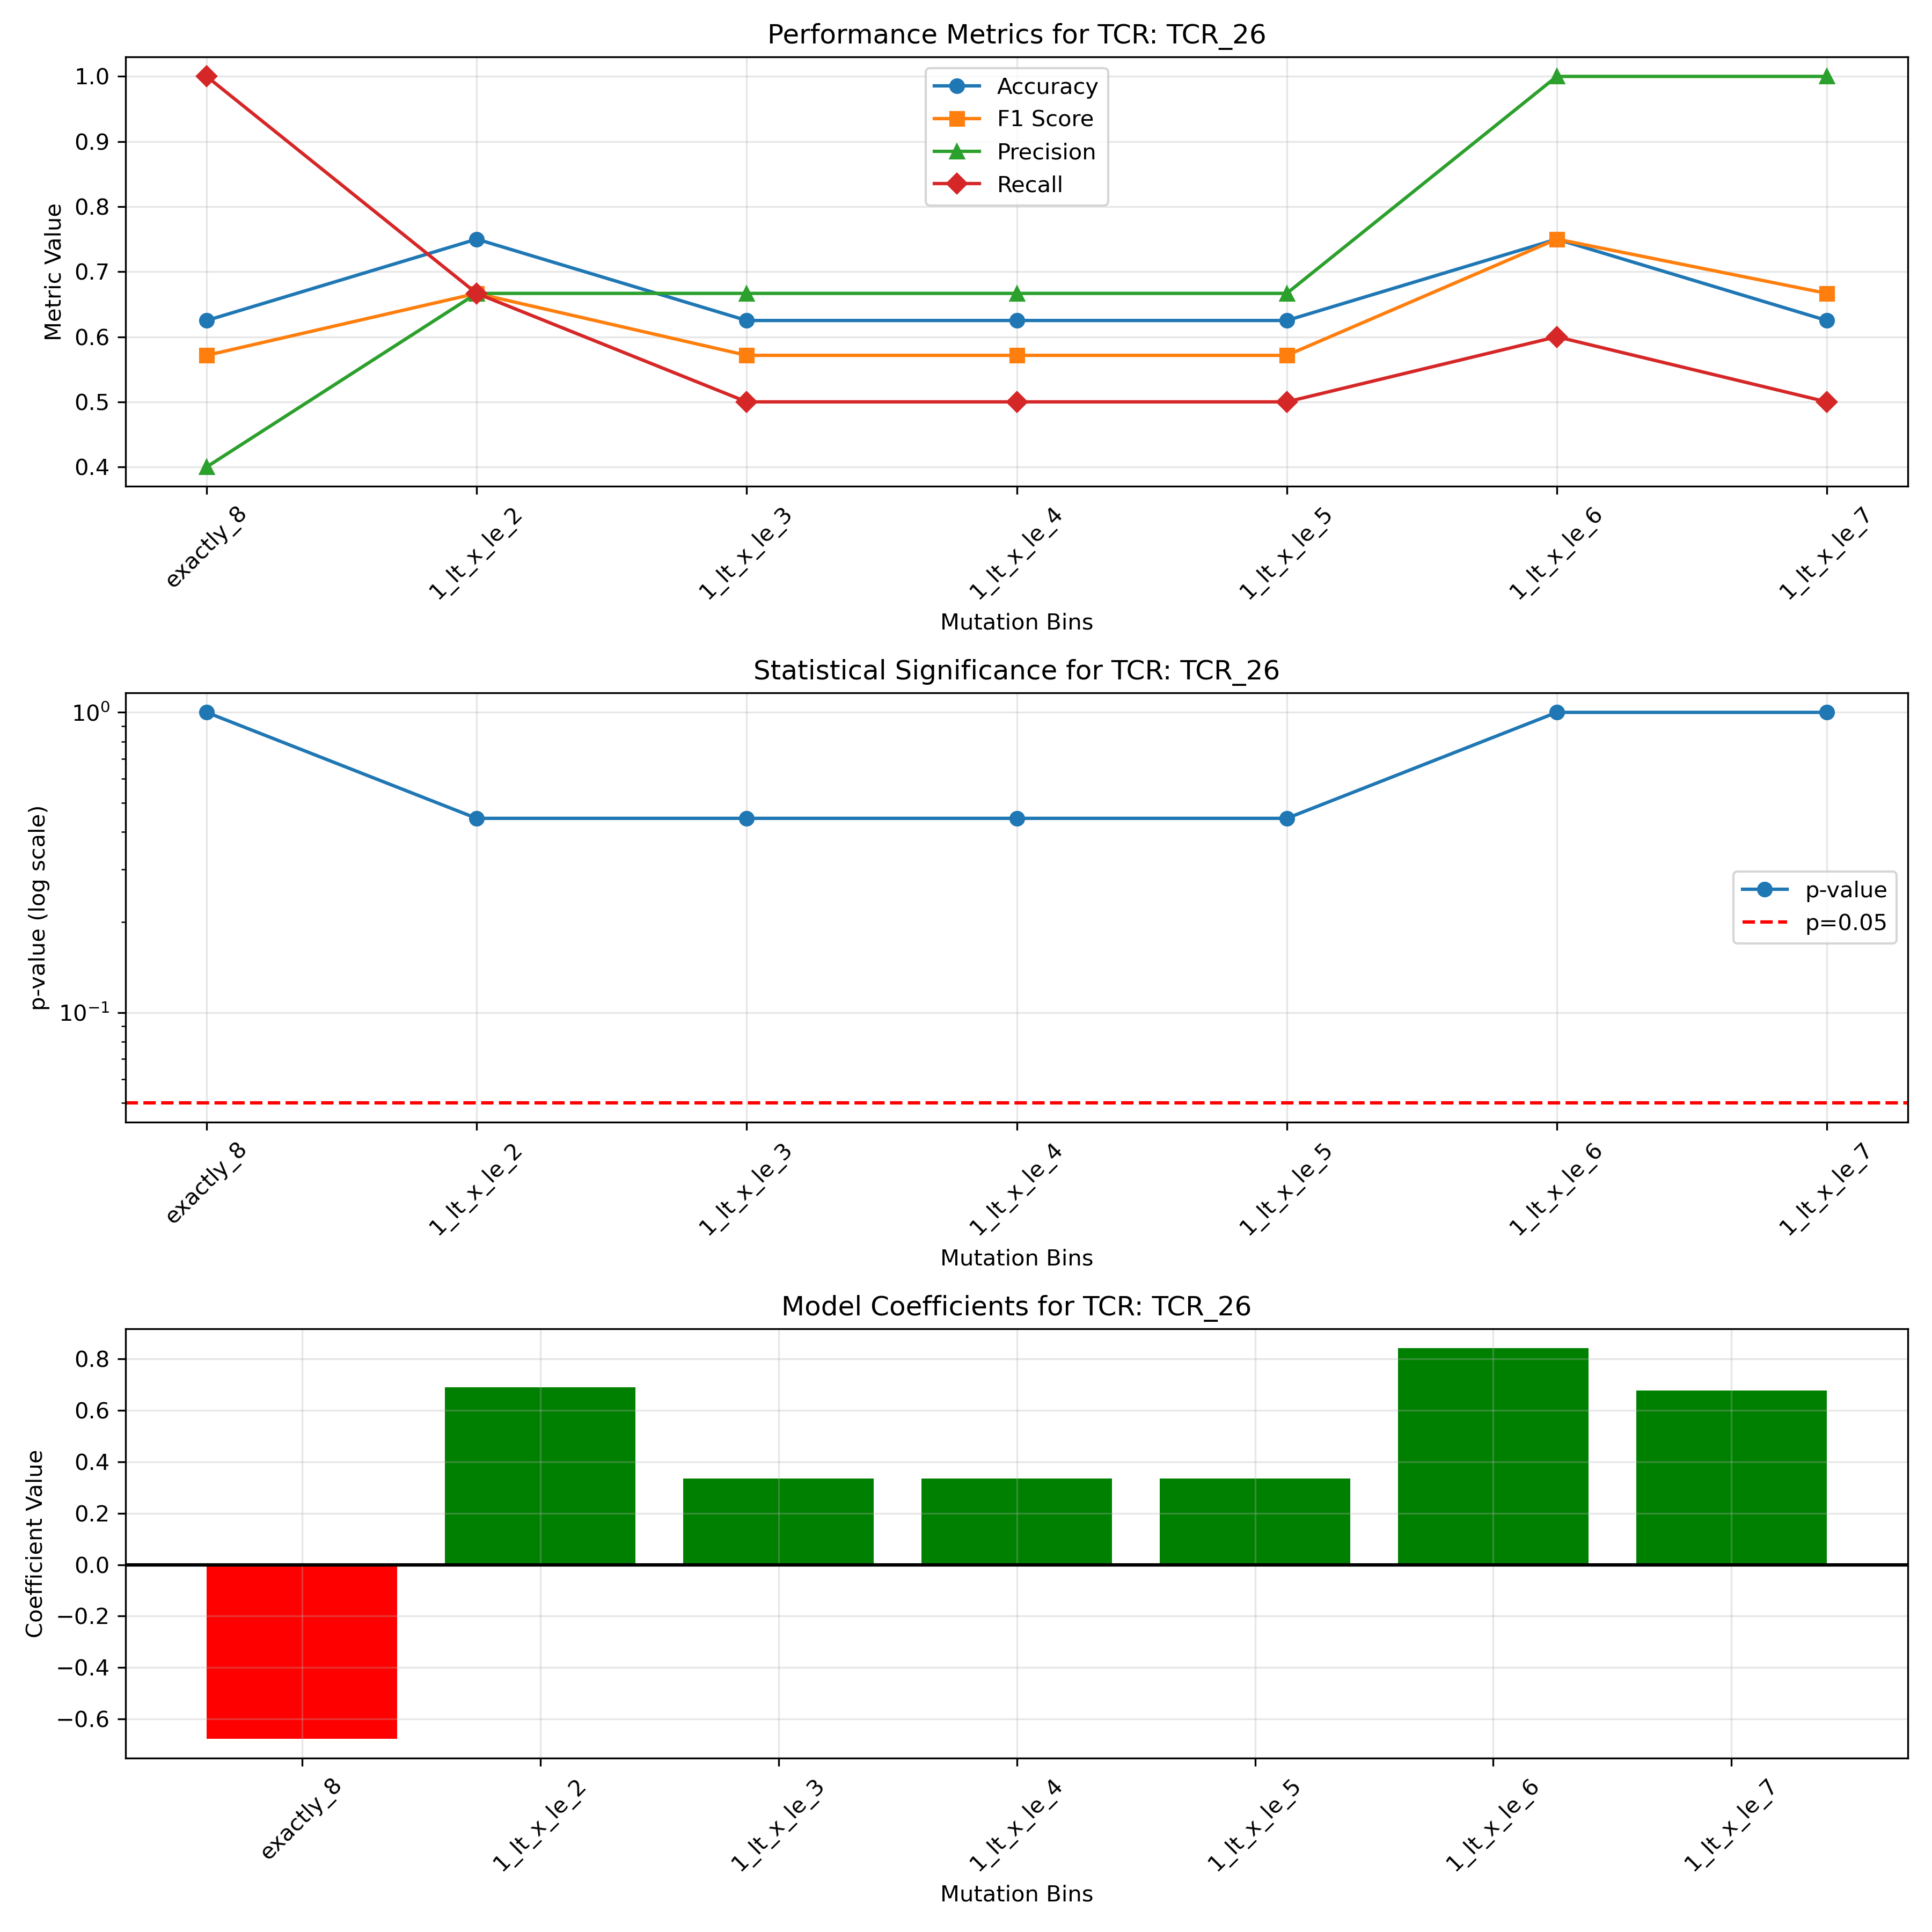 Performance Metrics for TCR: TCR_26
1.0
0.9
0.8
0.7
0.6
0.5
0.4
Metric Value
Accuracy
F1 Score
Precision
Recall
exactly_8
1_lt_x_le_2
1_lt_x_le_3
1_lt_x_le_4
1_lt_x_le_5
1_lt_x_le_6
1_lt_x_le_7
Mutation Bins
Statistical Significance for TCR: TCR_26
10⁰
10⁻¹
p-value (log scale)
p-value
p=0.05
exactly_8
1_lt_x_le_2
1_lt_x_le_3
1_lt_x_le_4
1_lt_x_le_5
1_lt_x_le_6
1_lt_x_le_7
Mutation Bins
Model Coefficients for TCR: TCR_26
0.8
0.6
0.4
0.2
0.0
−0.2
−0.4
−0.6
Coefficient Value
exactly_8
1_lt_x_le_2
1_lt_x_le_3
1_lt_x_le_4
1_lt_x_le_5
1_lt_x_le_6
1_lt_x_le_7
Mutation Bins